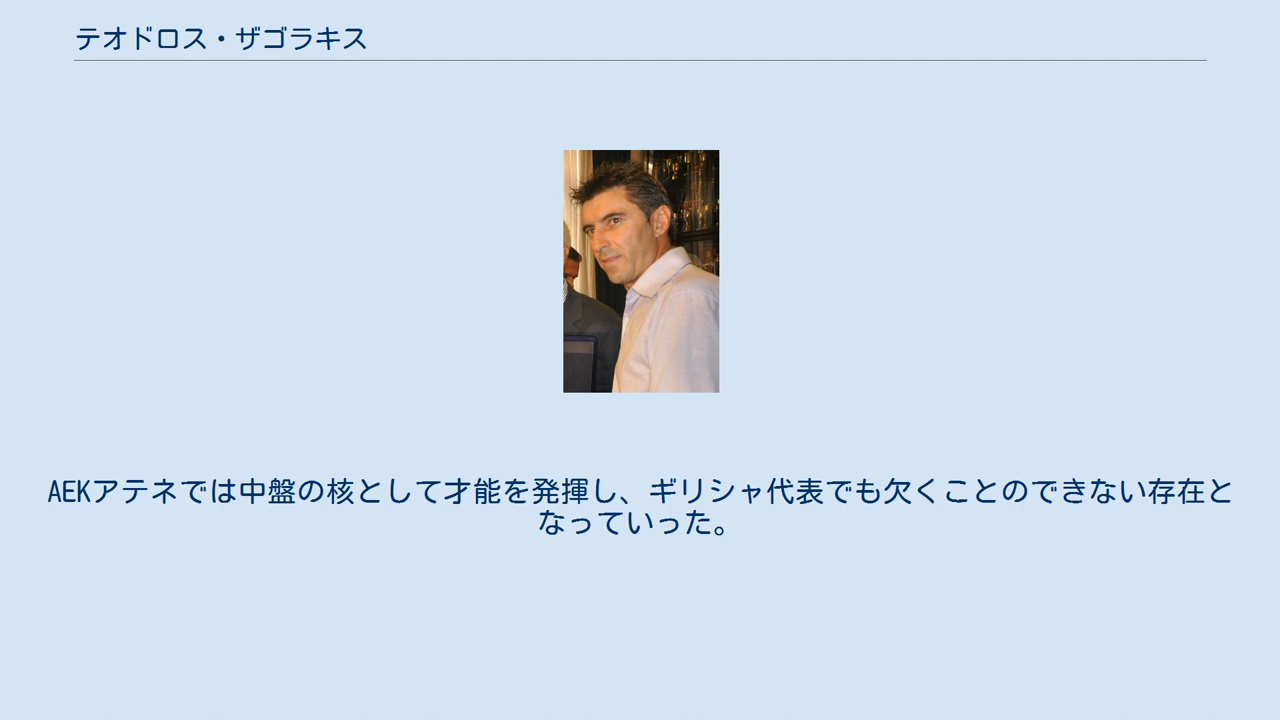 テオドロス・ザゴラキス
AEKアテネでは中盤の核として才能を発揮し、ギリシャ代表でも欠くことのできない存在と
なっていった。